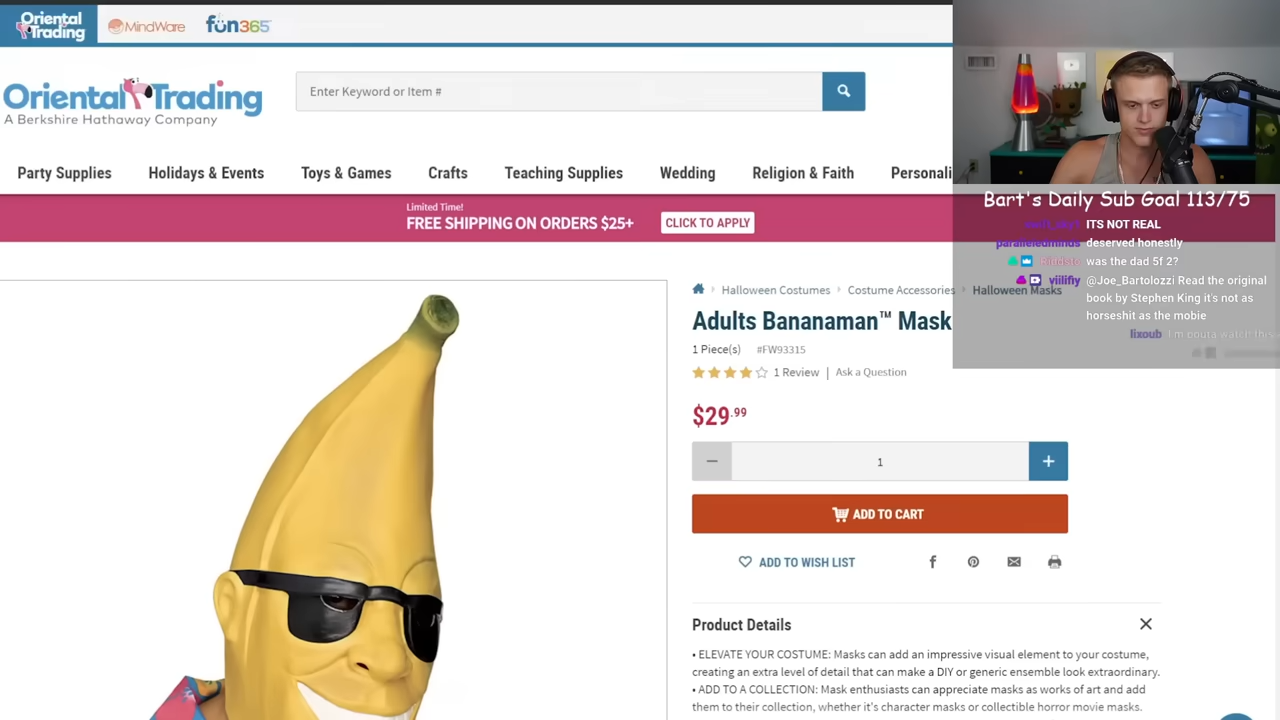 Oriental Trading
MindWare
fun365
Oriental Trading
A Berkshire Hathaway Company
Enter Keyword or Item #
Party Supplies
Holidays & Events
Toys & Games
Crafts
Teaching Supplies
Wedding
Religion & Faith
Personali
Limited Time!
FREE SHIPPING ON ORDERS $25+
CLICK TO APPLY
Bart's Daily Sub Goal 113/75
ITS NOT REAL
paralleledminds deserved honestly
was the dad 5f 2?
viilifiy @Joe_Bartolozzi Read the original
book by Stephen King it's not as
horseshit as the mobie
lixoub
Halloween Costumes
Costume Accessories
Halloween Masks
Adults Bananaman™ Mask
1 Piece(s) #FW93315
1 Review | Ask a Question
$29.99
1
ADD TO CART
ADD TO WISH LIST
Product Details
• ELEVATE YOUR COSTUME: Masks can add an impressive visual element to your costume,
creating an extra level of detail that can make a DIY or generic ensemble look extraordinary.
• ADD TO A COLLECTION: Mask enthusiasts can appreciate masks as works of art and add
them to their collection, whether it's character masks or collectible horror movie masks.